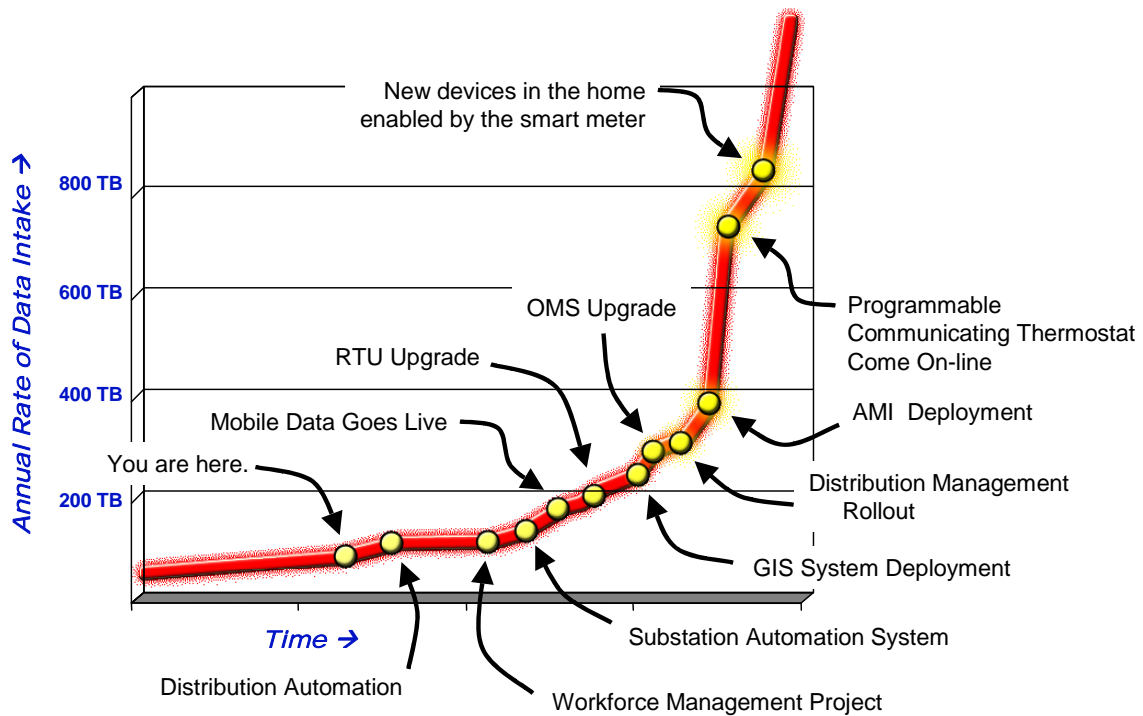 New devices in the home
enabled by the smart meter
Annual Rate of Data Intake →
800 TB
600 TB
400 TB
200 TB
OMS Upgrade
RTU Upgrade
Mobile Data Goes Live
You are here.
Programmable
Communicating Thermostat
Come On-line
AMI Deployment
Distribution Management
Rollout
GIS System Deployment
Substation Automation System
Time →
Distribution Automation
Workforce Management Project